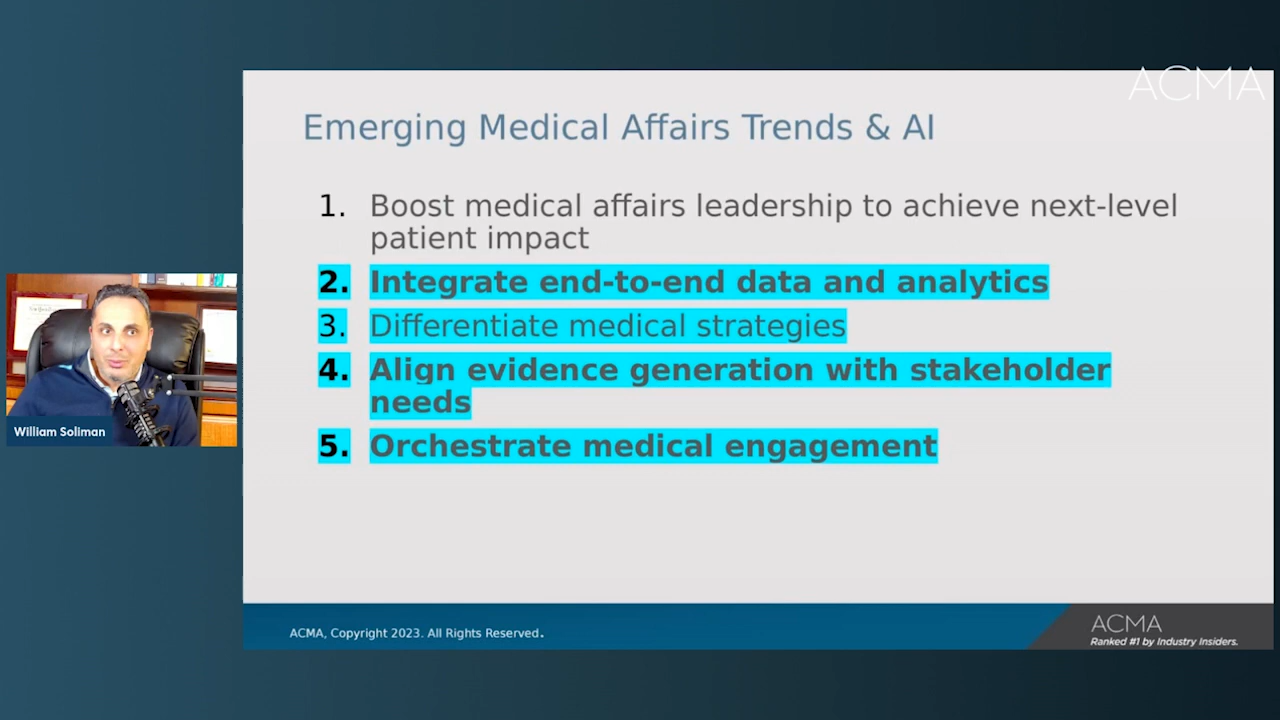 ACMA
Emerging Medical Affairs Trends & AI
1. Boost medical affairs leadership to achieve next-level
patient impact
2. Integrate end-to-end data and analytics
3. Differentiate medical strategies
4. Align evidence generation with stakeholder
needs
5. Orchestrate medical engagement
William Soliman
ACMA, Copyright 2023. All Rights Reserved.
ACMA
Ranked #1 by Industry Insiders.